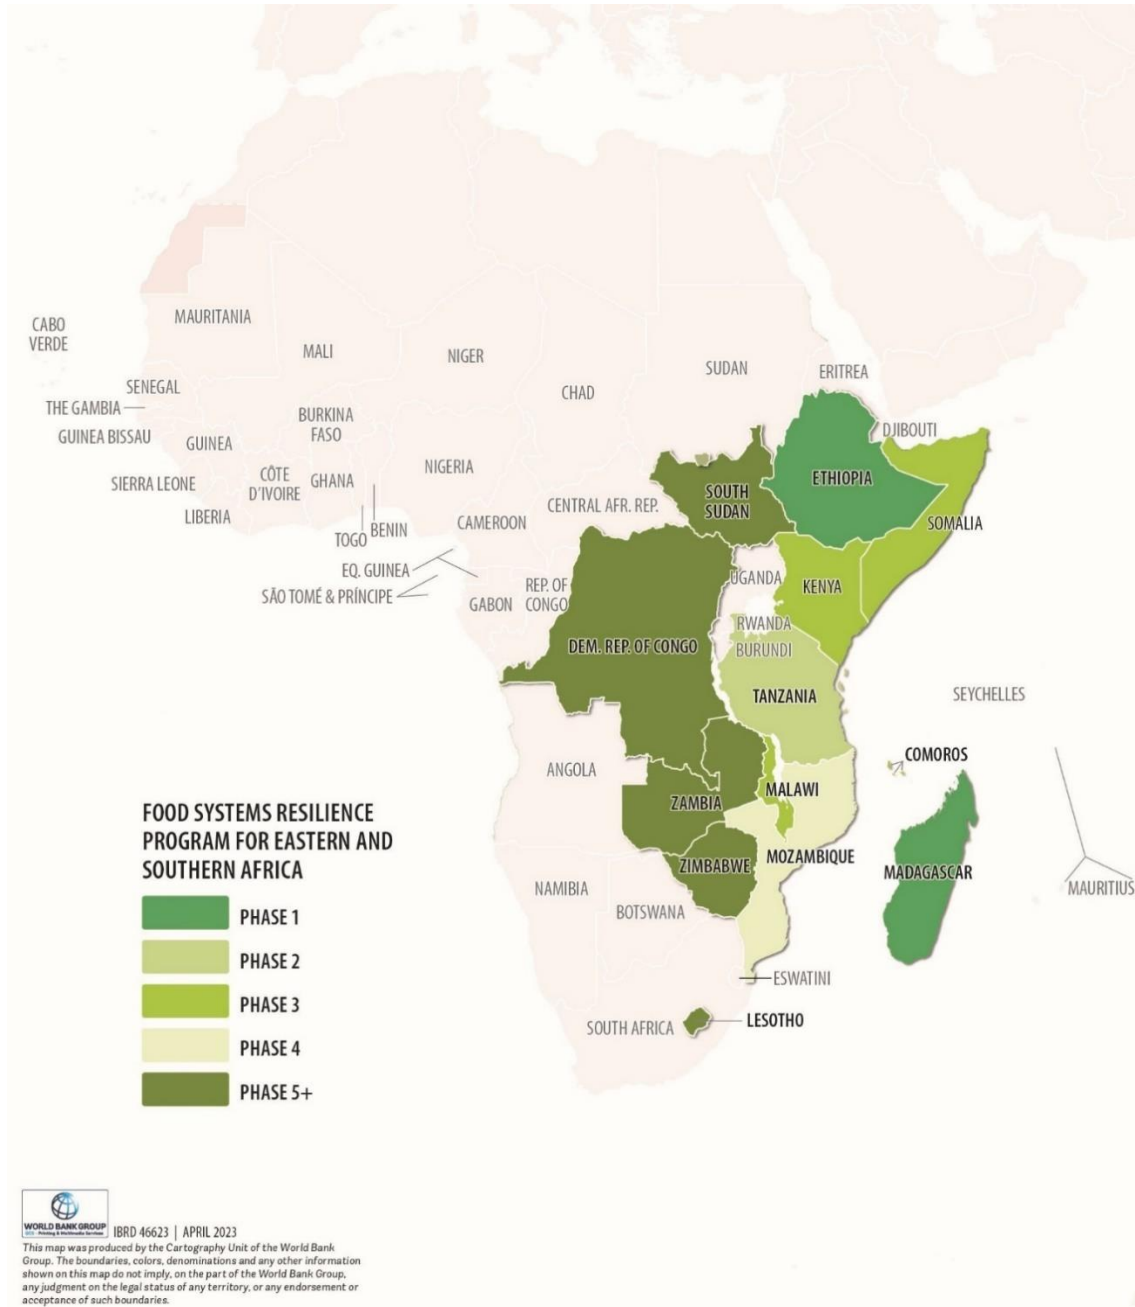 CABO
VERDE
MAURITANIA
MALI
NIGER
CHAD
SUDAN
ERITREA
SENEGAL
THE GAMBIA
GUINEA BISSAU
GUINEA
BURKINA
FASO
DJIBOUTI
SIERRA LEONE
CÔTE
D'IVOIRE
GHANA
NIGERIA
ETHIOPIA
LIBERIA
TOGO
BENIN
CAMEROON
CENTRAL AFR. REP.
SOUTH
SUDAN
SOMALIA
EQ. GUINEA
SÃO TOMÉ & PRÍNCIPE
GABON
REP. OF
CONGO
UGANDA
KENYA
RWANDA
BURUNDI
DEM. REP. OF CONGO
TANZANIA
SEYCHELLES
ANGOLA
COMOROS
MALAWI
ZAMBIA
MOZAMBIQUE
ZIMBABWE
MADAGASCAR
MAURITIUS
NAMIBIA
BOTSWANA
ESWATINI
SOUTH AFRICA
LESOTHO
FOOD SYSTEMS RESILIENCE
PROGRAM FOR EASTERN AND
SOUTHERN AFRICA
PHASE 1
PHASE 2
PHASE 3
PHASE 4
PHASE 5+
WORLD BANK GROUP
Printing & Multimedia Services
IBRD 46623 | APRIL 2023
This map was produced by the Cartography Unit of the World Bank
Group. The boundaries, colors, denominations and any other information
shown on this map do not imply, on the part of the World Bank Group,
any judgment on the legal status of any territory, or any endorsement or
acceptance of such boundaries.